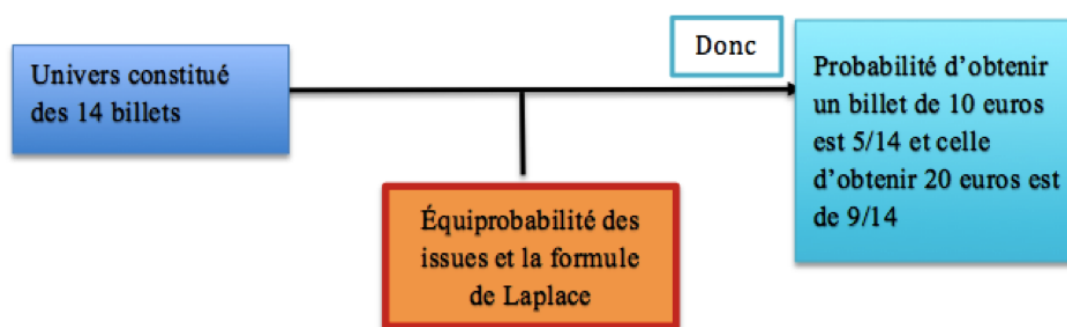 Univers constitué
des 14 billets
Donc
Probabilité d'obtenir
un billet de 10 euros
est 5/14 et celle
d'obtenir 20 euros est
de 9/14
Équiprobabilité des
issues et la formule
de Laplace